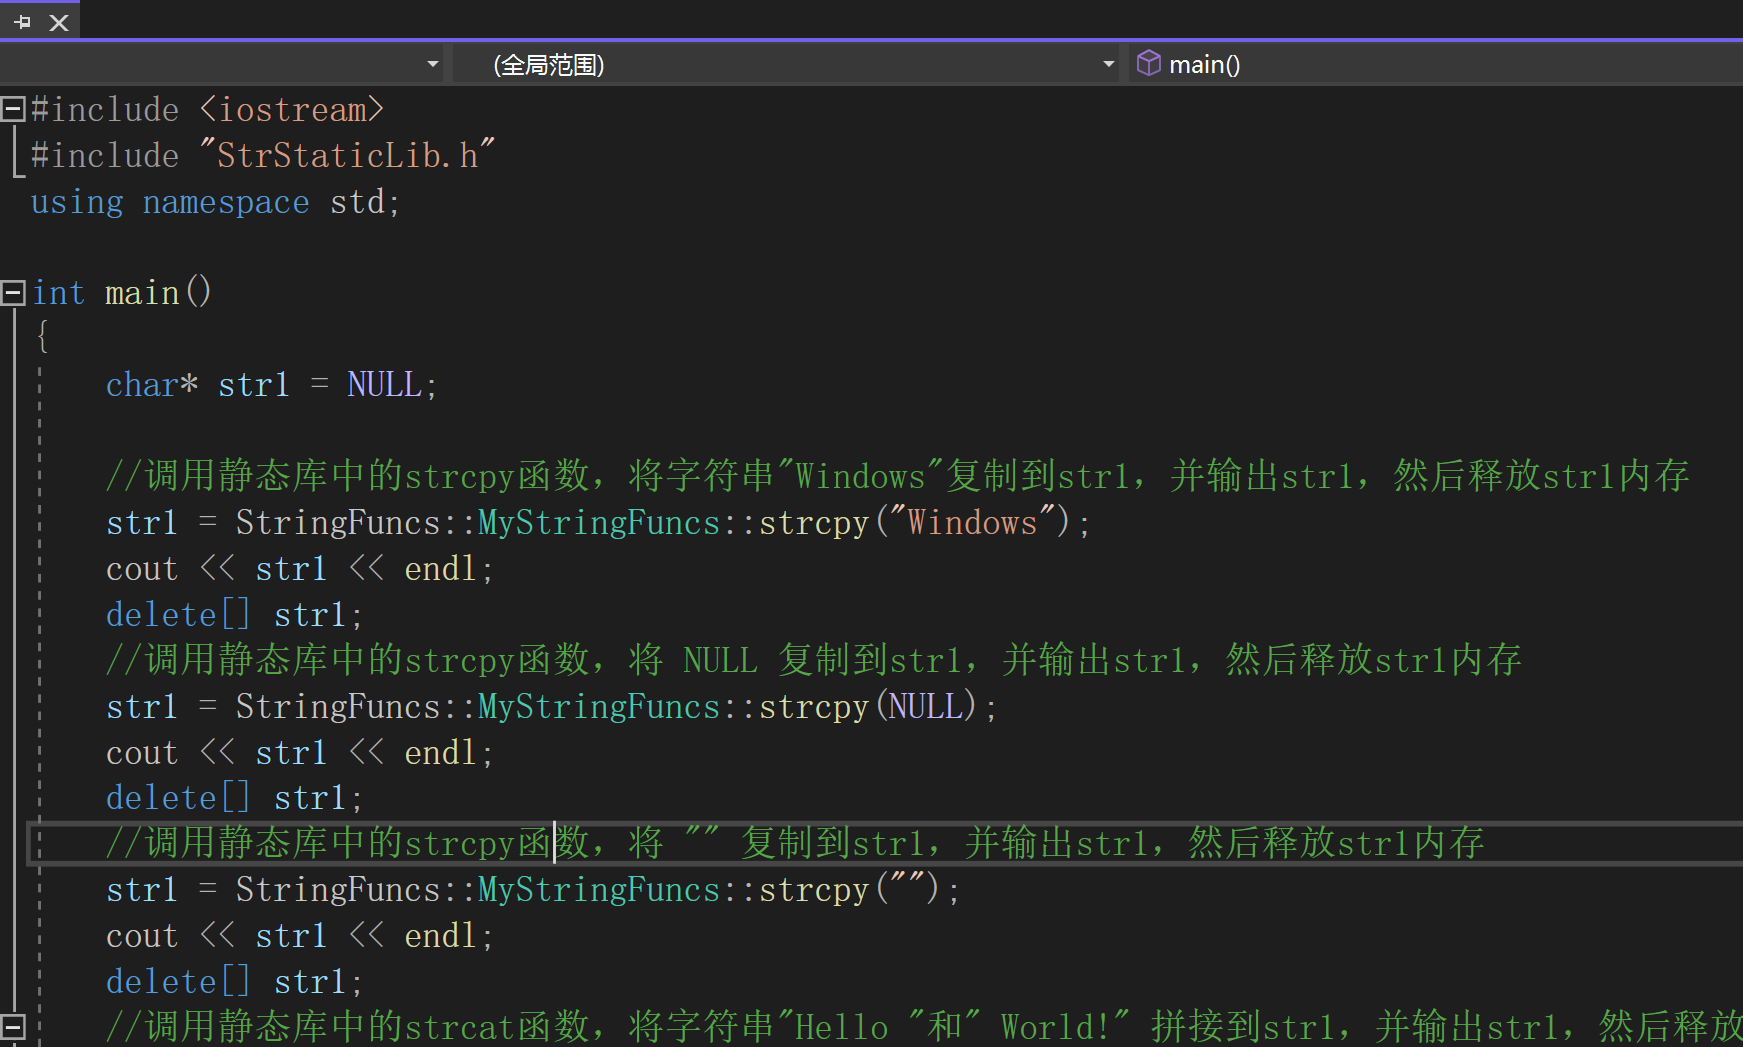 (全局范围) main()
#include <iostream>
#include "StrStaticLib.h"
using namespace std;
int main()
{
char* str1 = NULL;
//调用静态库中的strcpy函数，将字符串"Windows"复制到str1，并输出str1，然后释放str1内存
str1 = StringFuncs::MyStringFuncs::strcpy("Windows");
cout << str1 << endl;
delete[] str1;
//调用静态库中的strcpy函数，将 NULL 复制到str1，并输出str1，然后释放str1内存
str1 = StringFuncs::MyStringFuncs::strcpy(NULL);
cout << str1 << endl;
delete[] str1;
//调用静态库中的strcpy函数，将 "" 复制到str1，并输出str1，然后释放str1内存
str1 = StringFuncs::MyStringFuncs::strcpy("");
cout << str1 << endl;
delete[] str1;
//调用静态库中的strcat函数，将字符串"Hello "和" World!" 拼接到str1，并输出str1，然后释放